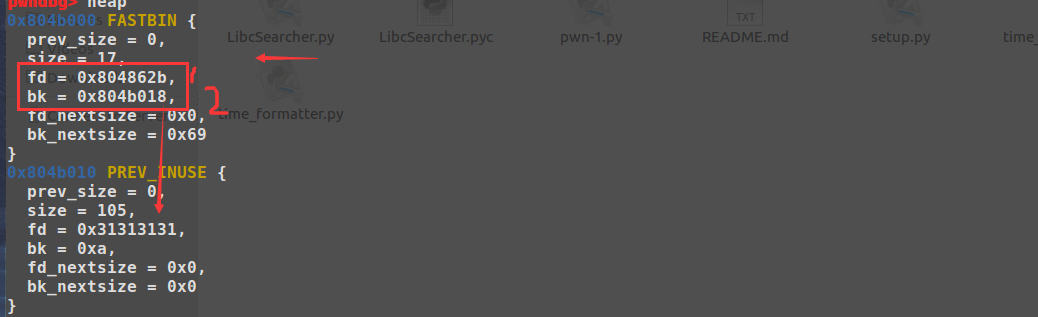 pwndbg> heap
0x804b000 FASTBIN {
prev_size = 0,
size = 17,
fd = 0x804862b,
bk = 0x804b018,
fd_nextsize = 0x0,
bk_nextsize = 0x69
}
0x804b010 PREV_INUSE {
prev_size = 0,
size = 105,
fd = 0x31313131,
bk = 0xa,
fd_nextsize = 0x0,
bk_nextsize = 0x0
}
1
2
TXT
LibcSearcher.py
LibcSearcher.pyc
pwn-1.py
README.md
setup.py
time_
time_formatter.py
Videos